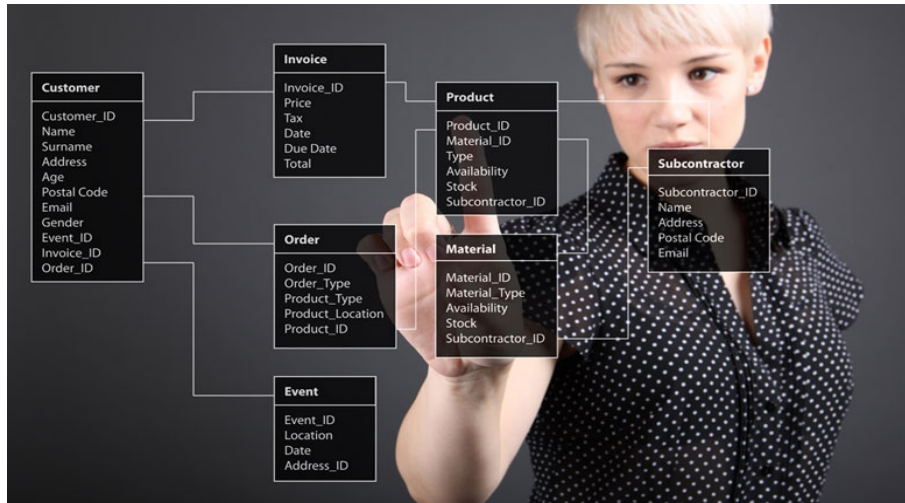 Customer
Customer_ID
Name
Surname
Address
Age
Postal Code
Email
Gender
Event_ID
Invoice_ID
Order_ID
Invoice
Invoice_ID
Price
Tax
Date
Due Date
Total
Order
Order_ID
Order_Type
Product_Type
Product_Location
Product_ID
Event
Event_ID
Location
Date
Address_ID
Product
Product_ID
Material_ID
Type
Availability
Stock
Subcontractor_ID
Material
Material_ID
Material_Type
Availability
Stock
Subcontractor_ID
Subcontractor
Subcontractor_ID
Name
Address
Postal Code
Email